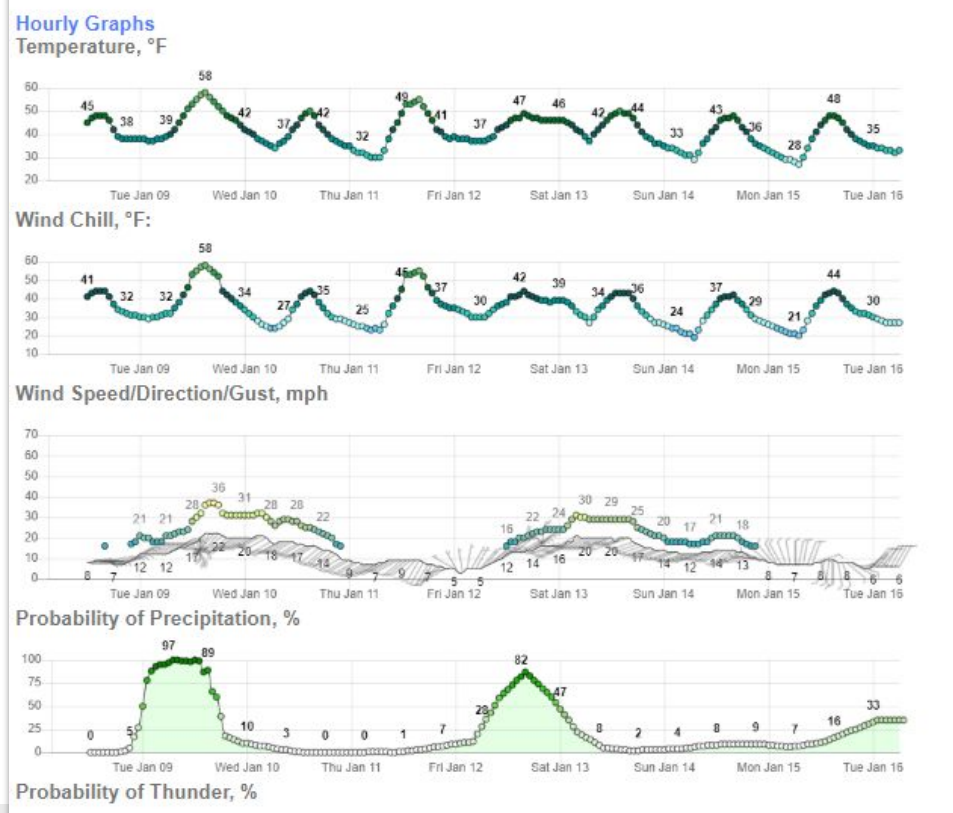 Hourly Graphs
Temperature, °F
60
50
40
30
20
45 38 39 58 42 37 42 32 49 41 37 47 46 42 44 33 43 36 28 48 35
Tue Jan 09 Wed Jan 10 Thu Jan 11 Fri Jan 12 Sat Jan 13 Sun Jan 14 Mon Jan 15 Tue Jan 16
Wind Chill, °F:
60
50
40
30
20
10
41 32 32 58 34 27 35 25 45 37 30 42 39 34 36 24 37 29 21 44 30
Tue Jan 09 Wed Jan 10 Thu Jan 11 Fri Jan 12 Sat Jan 13 Sun Jan 14 Mon Jan 15 Tue Jan 16
Wind Speed/Direction/Gust, mph
70
60
50
40
30
20
10
0
21 21 28 36 31 28 28 22 16 22 24 30 29 25 20 17 21 18
8 7 12 12 17 22 20 18 17 14 9 7 9 7 5 5 12 14 16 20 20 17 14 12 14 13 8 7 8 8 6 6
Tue Jan 09 Wed Jan 10 Thu Jan 11 Fri Jan 12 Sat Jan 13 Sun Jan 14 Mon Jan 15 Tue Jan 16
Probability of Precipitation, %
100
75
50
25
0
0 5 97 89 10 3 0 0 1 7 28 82 47 8 2 4 8 9 7 16 33
Tue Jan 09 Wed Jan 10 Thu Jan 11 Fri Jan 12 Sat Jan 13 Sun Jan 14 Mon Jan 15 Tue Jan 16
Probability of Thunder, %